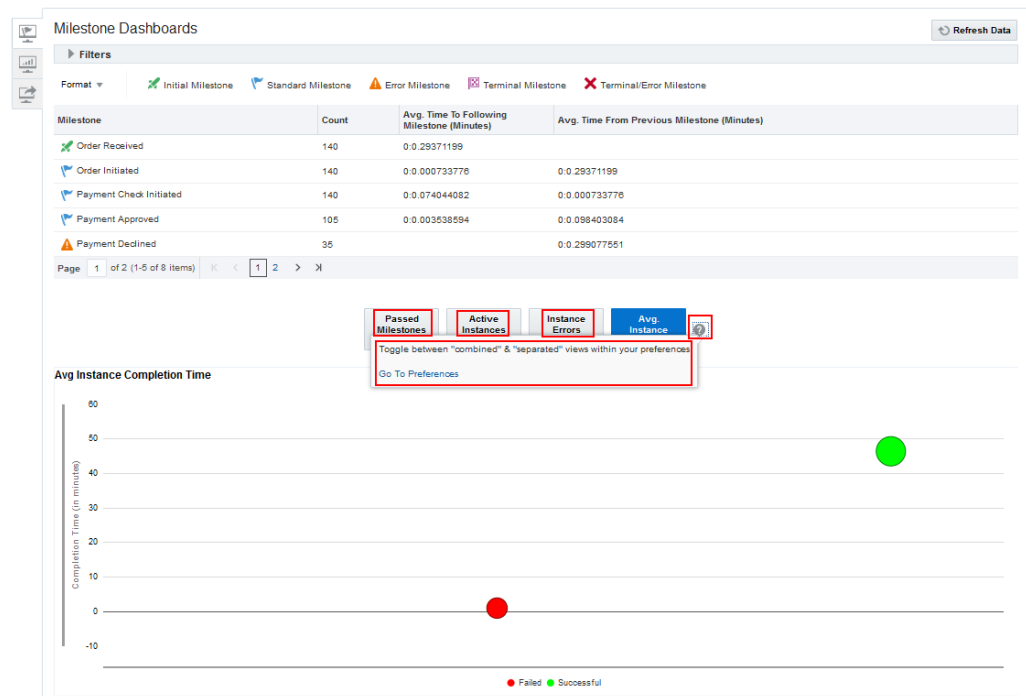 Milestone Dashboards
Refresh Data
Filters
Format
Initial Milestone
Standard Milestone
Error Milestone
Terminal Milestone
Terminal/Error Milestone
Milestone Count Avg. Time To Following Milestone (Minutes) Avg. Time From Previous Milestone (Minutes)
Order Received 140 0:0.29371199
Order Initiated 140 0:0.000733776 0:0.29371199
Payment Check Initiated 140 0:0.074044082 0:0.000733776
Payment Approved 105 0:0.003538594 0:0.098403084
Payment Declined 35 0:0.299077551
Page 1 of 2 (1-5 of 8 items) 1 2
Passed
Milestones
Active
Instances
Instance
Errors
Avg.
Instance
?
Toggle between "combined" & "separated" views within your preferences
Go To Preferences
Avg Instance Completion Time
Completion Time (in minutes)
60
50
40
30
20
10
0
-10
Failed Successful